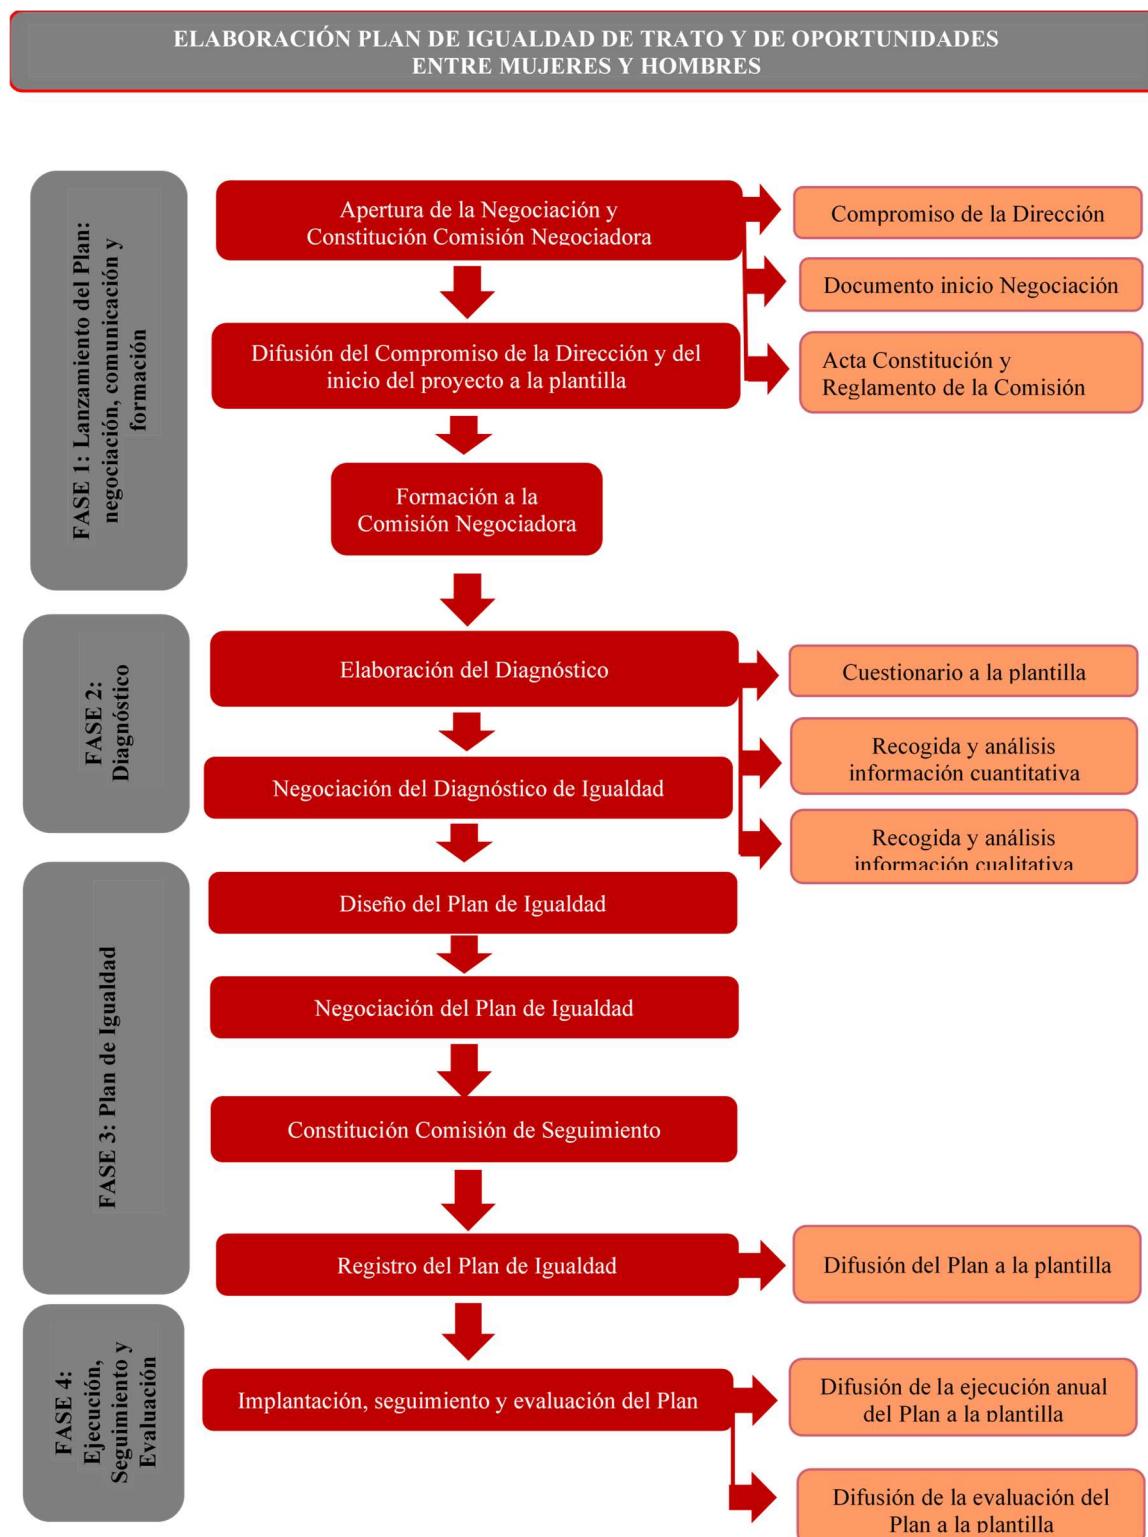 ELABORACIÓN PLAN DE IGUALDAD DE TRATO Y DE OPORTUNIDADES
ENTRE MUJERES Y HOMBRES
FASE 1: Lanzamiento del Plan:
negociación, comunicación y
formación
Apertura de la Negociación y
Constitución Comisión Negociadora
Compromiso de la Dirección
Documento inicio Negociación
Acta Constitución y
Reglamento de la Comisión
Difusión del Compromiso de la Dirección y del
inicio del proyecto a la plantilla
Formación a la
Comisión Negociadora
FASE 2:
Diagnóstico
Elaboración del Diagnóstico
Cuestionario a la plantilla
Recogida y análisis
información cuantitativa
Recogida y análisis
información cualitativa
Negociación del Diagnóstico de Igualdad
FASE 3: Plan de Igualdad
Diseño del Plan de Igualdad
Negociación del Plan de Igualdad
Constitución Comisión de Seguimiento
Registro del Plan de Igualdad
Difusión del Plan a la plantilla
FASE 4:
Ejecución,
Seguimiento y
Evaluación
Implantación, seguimiento y evaluación del Plan
Difusión de la ejecución anual
del Plan a la plantilla
Difusión de la evaluación del
Plan a la plantilla